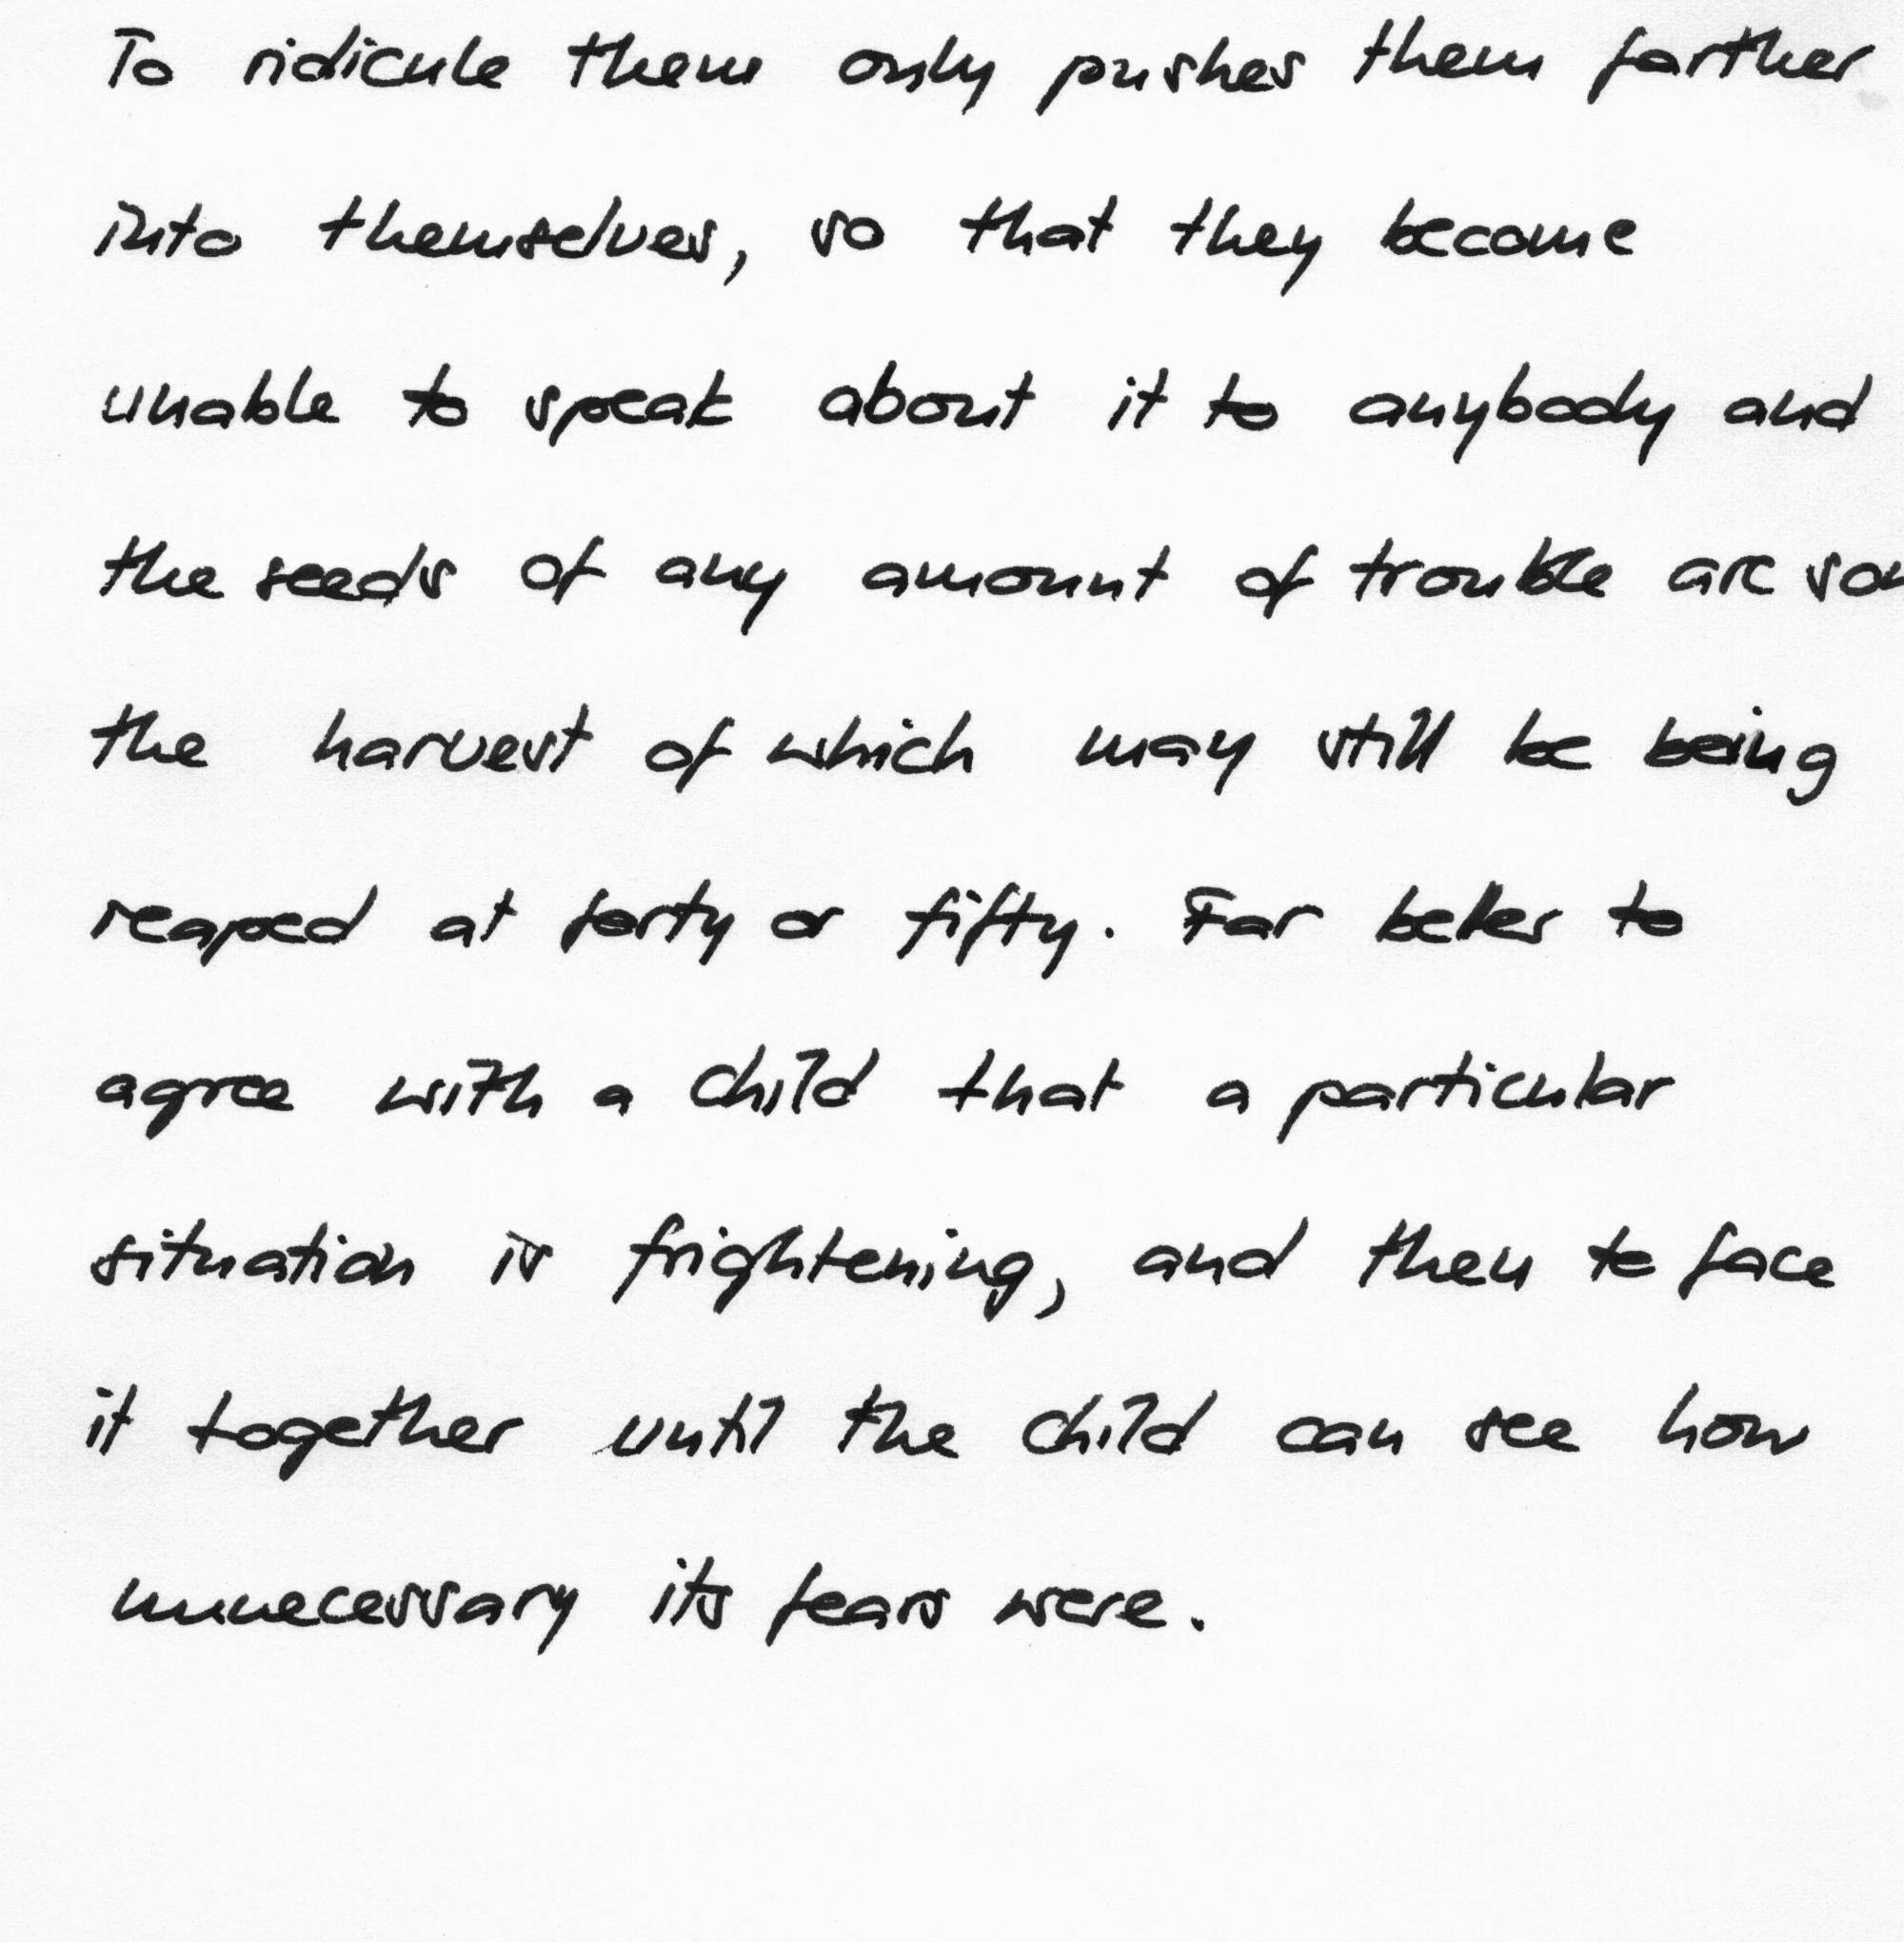 To ridicule them only pushes them farther
into themselves, so that they become
unable to speak about it to anybody and
the seeds of any amount of trouble are
the harvest of which may still be being
reaped at forty or fifty. Far better to
agree with a child that a particular
situation is frightening, and then to face
it together until the child can see how
unnecessary its fears were.